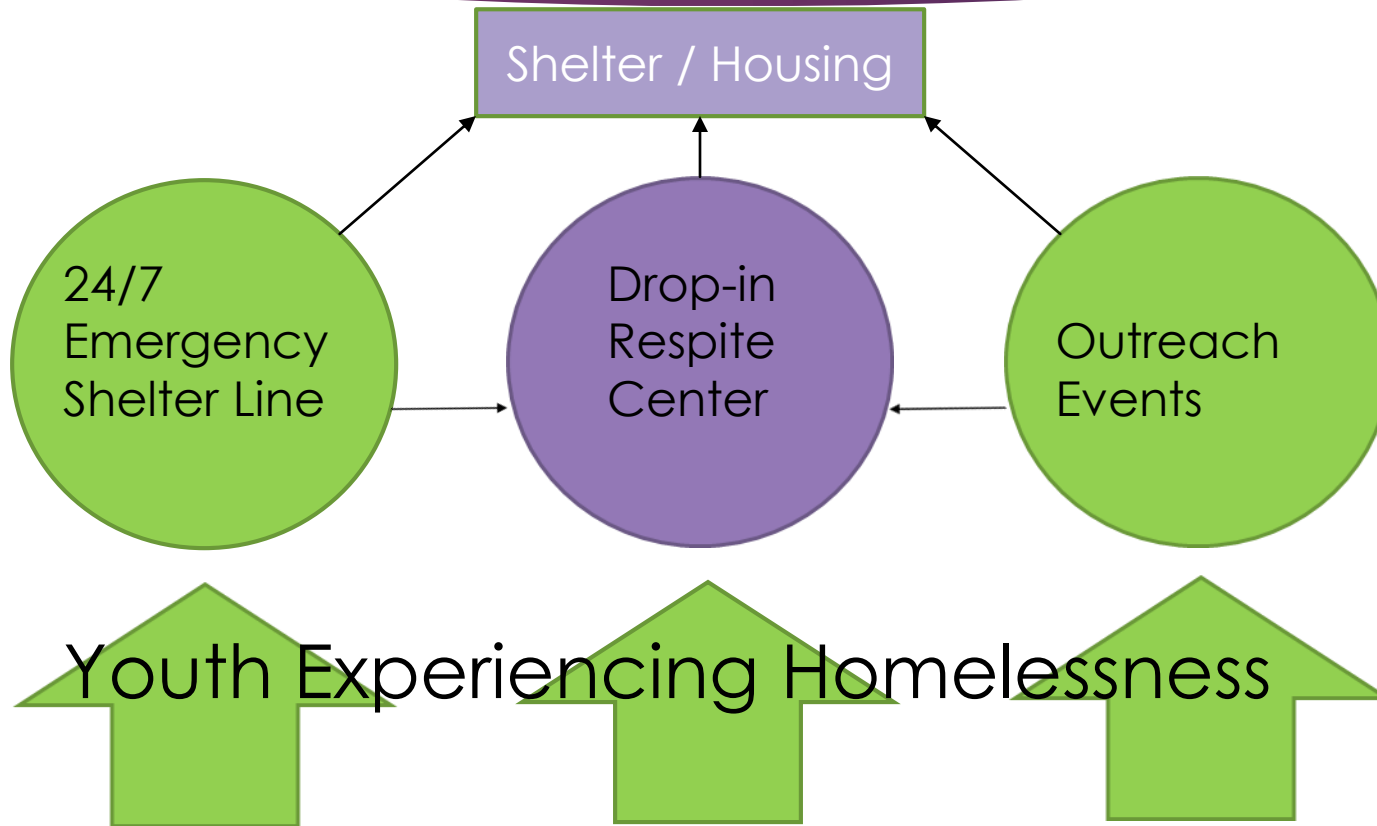 Shelter / Housing
24/7
Emergency
Shelter Line
Drop-in
Respite
Center
Outreach
Events
Youth Experiencing Homelessness